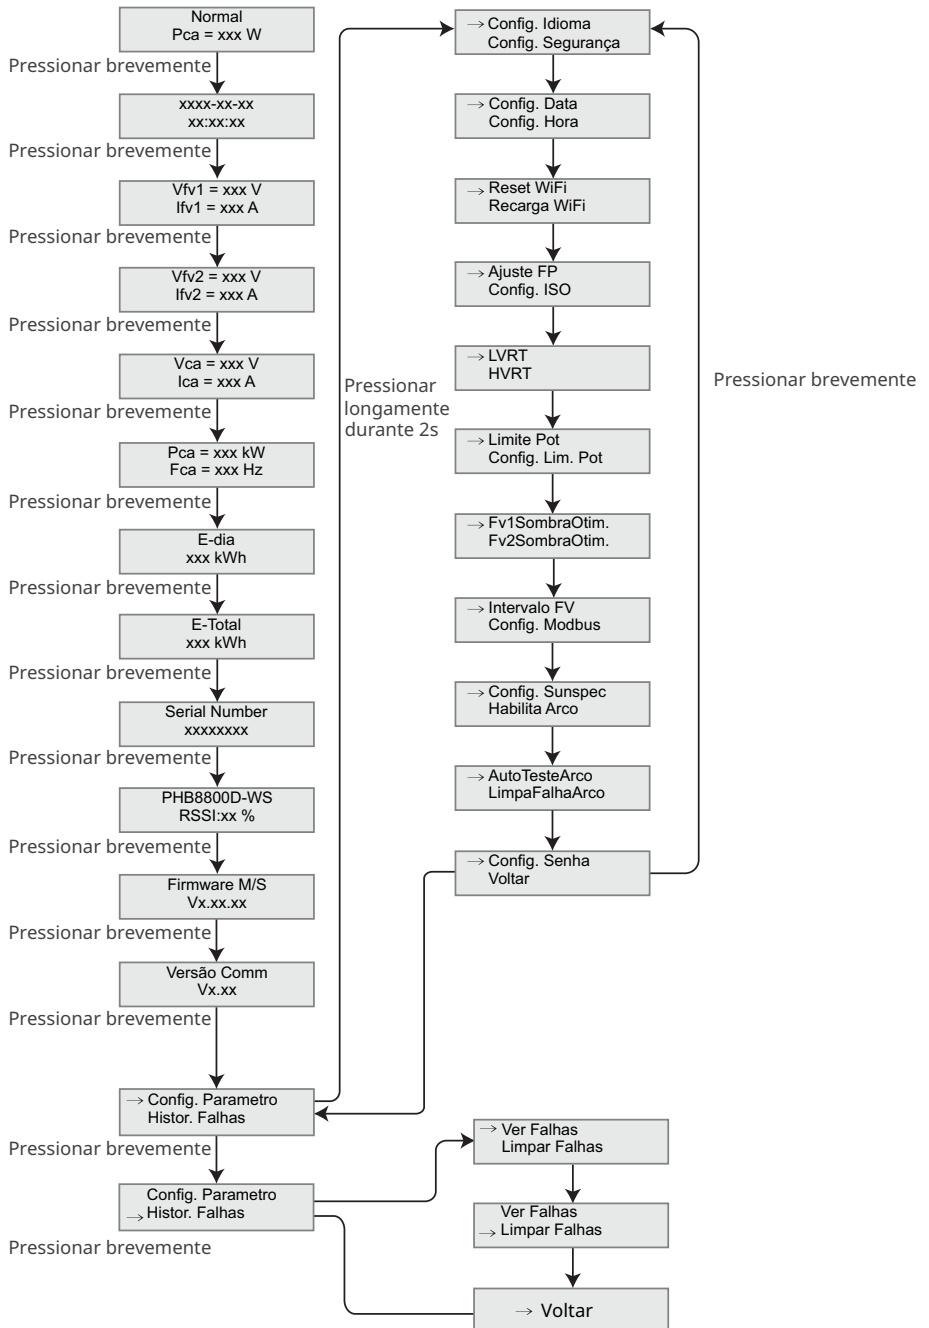 Normal
Pca = xxx W
Pressionar brevemente
xxxx-xx-xx
xx:xx:xx
Pressionar brevemente
Vfv1 = xxx V
Ifv1 = xxx A
Pressionar brevemente
Vfv2 = xxx V
Ifv2 = xxx A
Pressionar brevemente
Vca = xxx V
Ica = xxx A
Pressionar brevemente
Pca = xxx kW
Fca = xxx Hz
Pressionar brevemente
E-dia
xxx kWh
Pressionar brevemente
E-Total
xxx kWh
Pressionar brevemente
Serial Number
xxxxxxxx
Pressionar brevemente
PHB8800D-WS
RSSI:xx %
Pressionar brevemente
Firmware M/S
Vx.xx.xx
Pressionar brevemente
Versão Comm
Vx.xx
Pressionar brevemente
→ Config. Parametro
Histor. Falhas
Pressionar brevemente
Config. Parametro
→ Histor. Falhas
Pressionar brevemente
Pressionar
longamente
durante 2s
→ Config. Idioma
Config. Segurança
→ Config. Data
Config. Hora
→ Reset WiFi
Recarga WiFi
→ Ajuste FP
Config. ISO
→ LVRT
HVRT
→ Limite Pot
Config. Lim. Pot
→ Fv1SombraOtim.
Fv2SombraOtim.
→ Intervalo FV
Config. Modbus
→ Config. Sunspec
Habilita Arco
→ AutoTesteArco
LimpaFalhaArco
→ Config. Senha
Voltar
Pressionar brevemente
→ Ver Falhas
Limpar Falhas
Ver Falhas
→ Limpar Falhas
→ Voltar